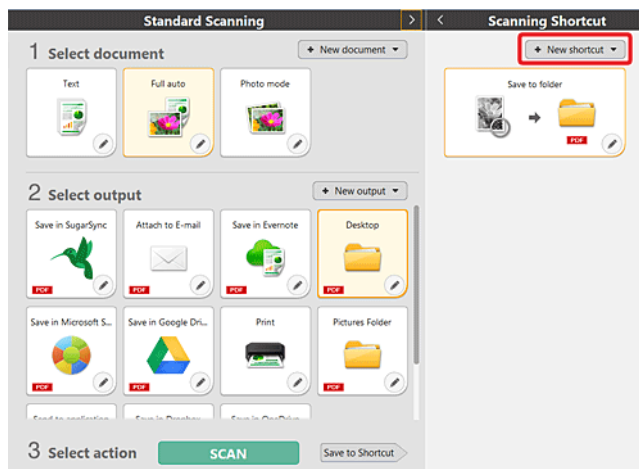 Standard Scanning
>
<
Scanning Shortcut
1 Select document
+ New document
Text
Full auto
Photo mode
2 Select output
+ New output
Save in SugarSync
Attach to E-mail
Save in Evernote
Desktop
PDF
PDF
PDF
PDF
Save in Microsoft S...
Save in Google Dri...
Print
Pictures Folder
PDF
PDF
PDF
3 Select action
SCAN
Save to Shortcut
+ New shortcut
Save to folder
PDF